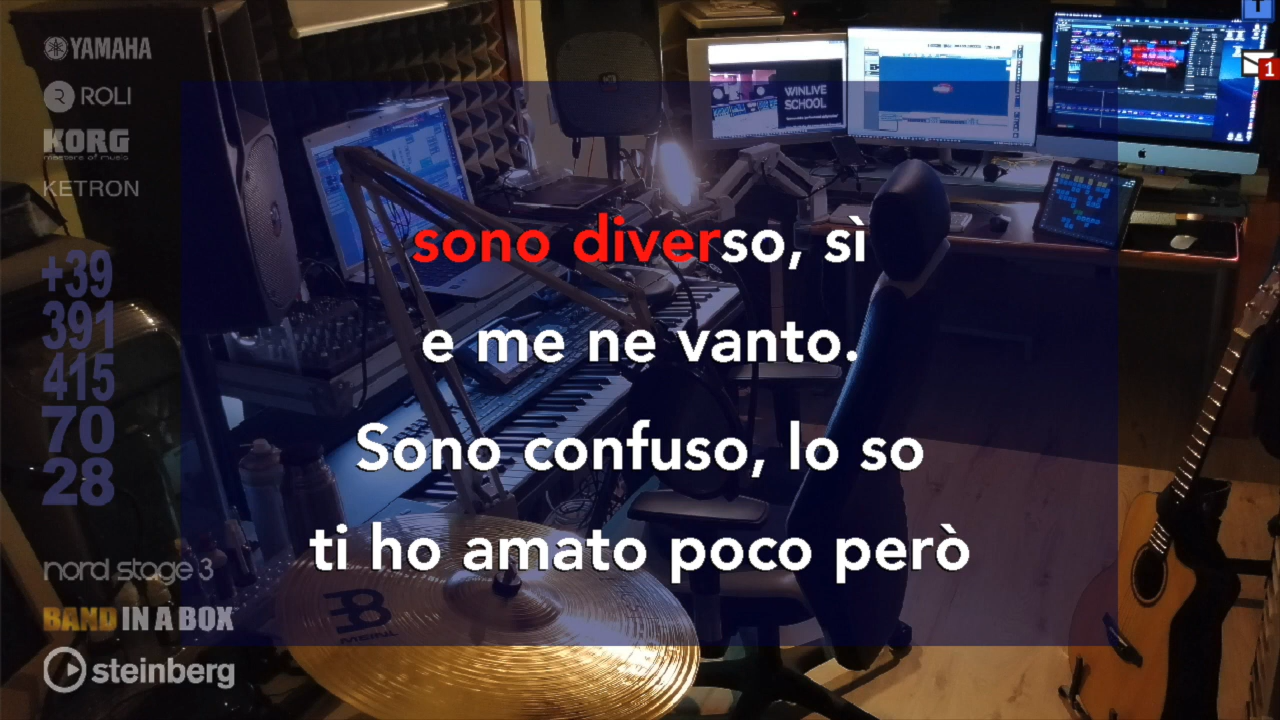 YAMAHA
ROLI
KORG
masters of music
KETRON
+39
391
415
70
28
nord stage 3
BAND IN A BOX
steinberg
WINLIVE
SCHOOL
1
sono diverso, sì
e me ne vanto.
Sono confuso, lo so
ti ho amato poco però
MEINL